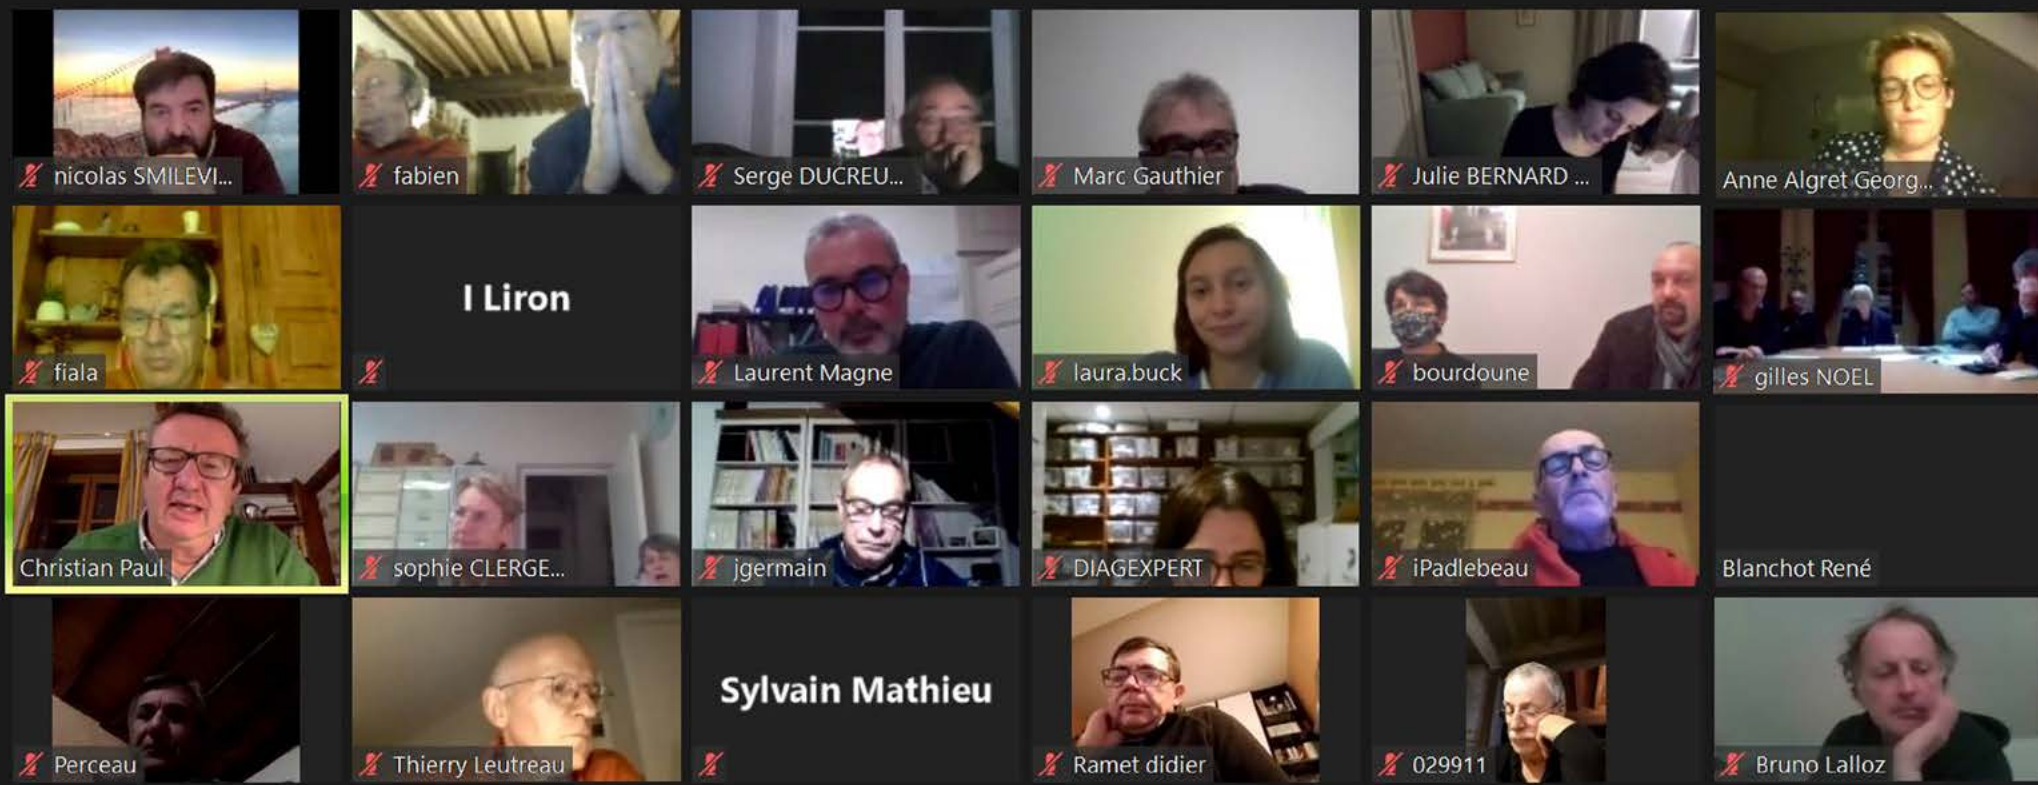 nicolas SMILEVI...
fabien
Serge DUCREU...
Marc Gauthier
Julie BERNARD ...
Anne Algret Georg...
fiala
I Liron
Laurent Magne
laura.buck
bourdoune
gilles NOEL
Christian Paul
sophie CLERGE...
jgermain
DIAGEXPERT
iPadlebeau
Blanchot René
Perceau
Thierry Leutreau
Sylvain Mathieu
Ramet didier
029911
Bruno Lalloz